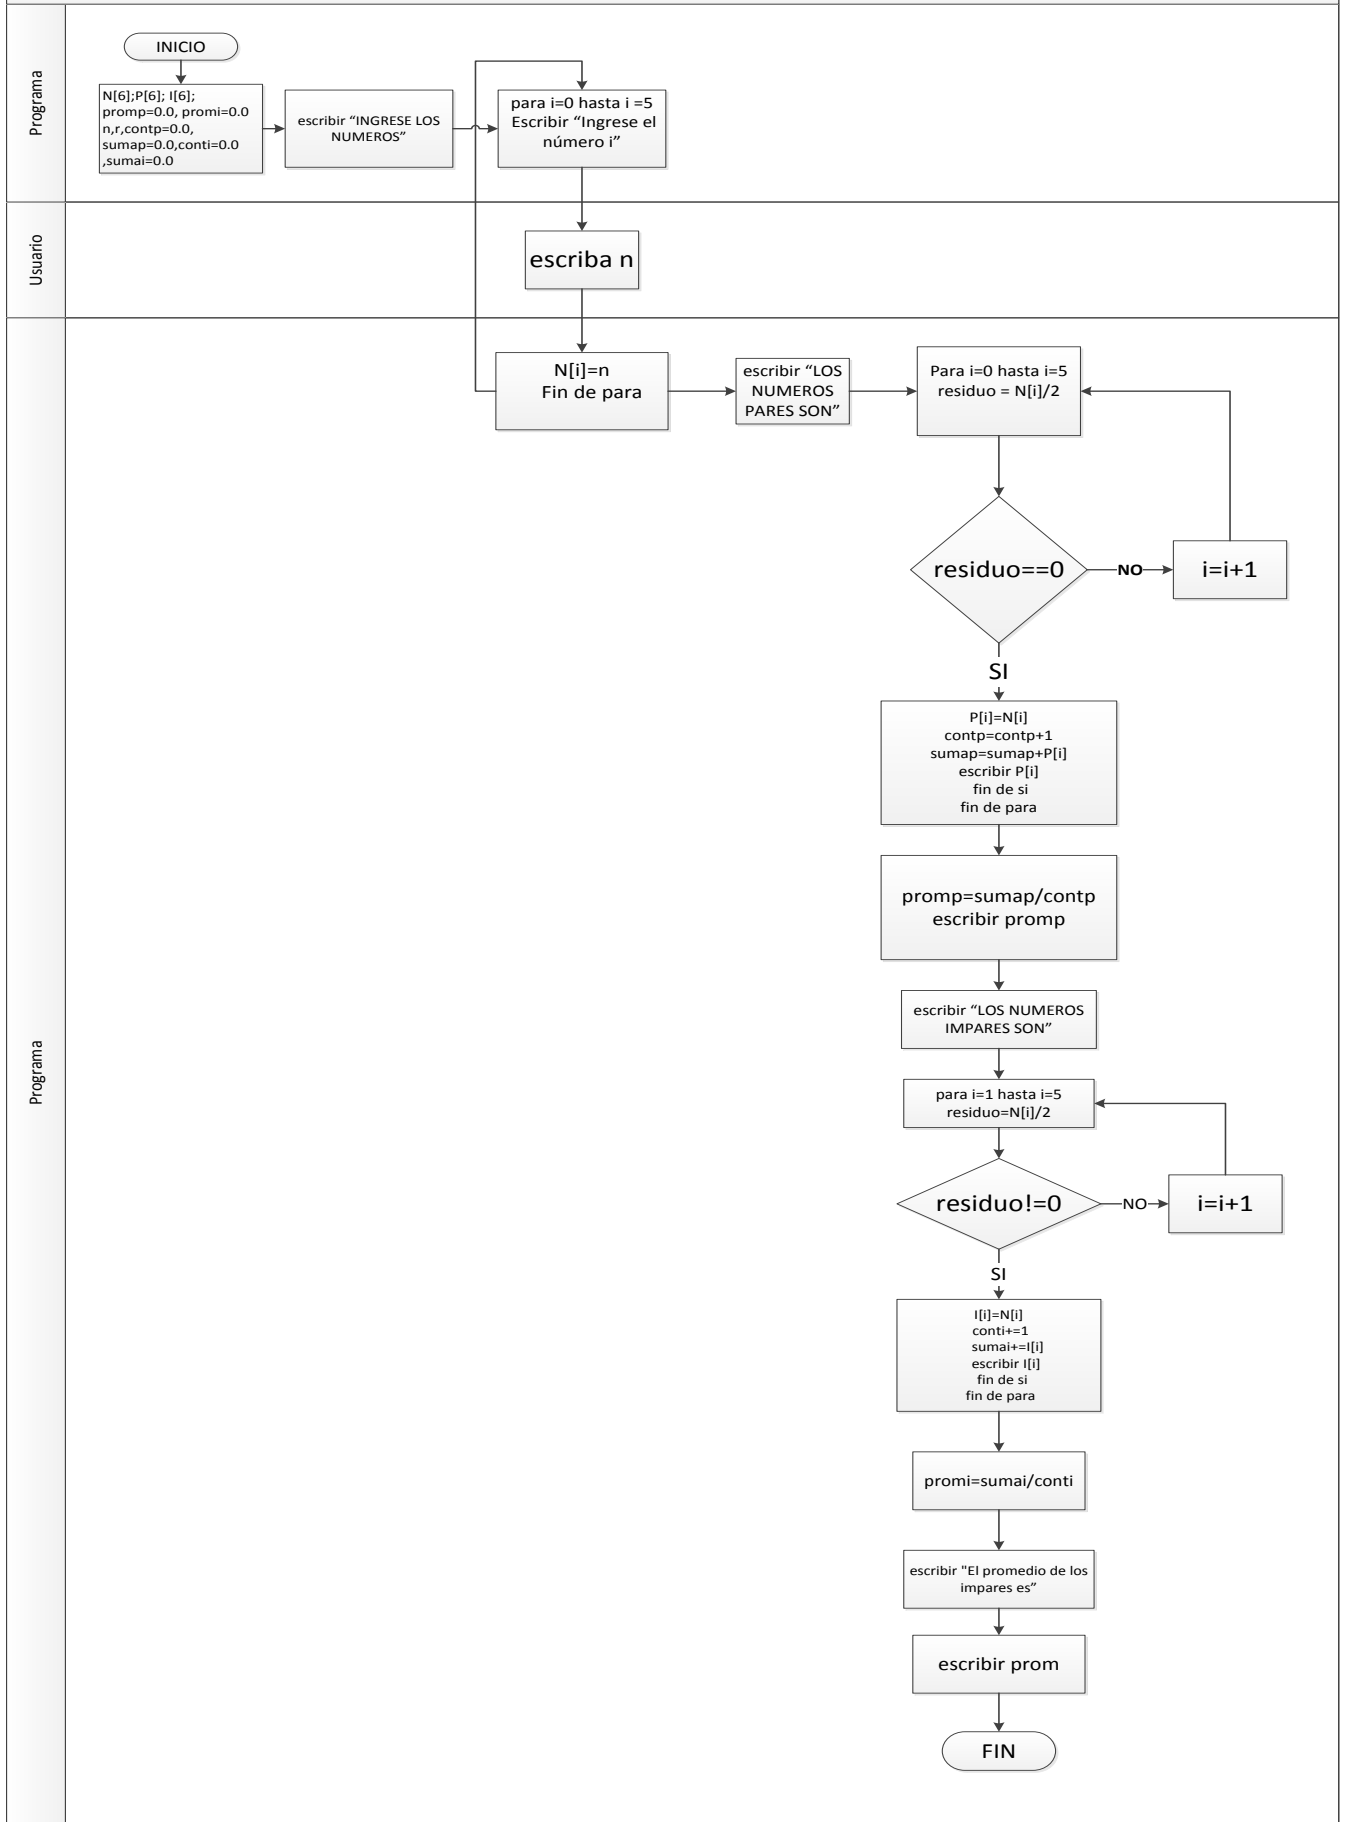 Programa
INICIO
N[6];P[6]; I[6];
promp=0.0, promi=0.0
n,r,contp=0.0,
sumap=0.0,conti=0.0
,sumai=0.0
escribir “INGRESE LOS
NUMEROS”
para i=0 hasta i =5
Escribir “Ingrese el
número i”
Usuario
escriba n
Programa
N[i]=n
Fin de para
escribir “LOS
NUMEROS
PARES SON”
Para i=0 hasta i=5
residuo = N[i]/2
residuo==0
NO
i=i+1
SI
P[i]=N[i]
contp=contp+1
sumap=sumap+P[i]
escribir P[i]
fin de si
fin de para
promp=sumap/contp
escribir promp
escribir “LOS NUMEROS
IMPARES SON”
para i=1 hasta i=5
residuo=N[i]/2
residuo!=0
NO
i=i+1
SI
I[i]=N[i]
conti+=1
sumai+=I[i]
escribir I[i]
fin de si
fin de para
promi=sumai/conti
escribir "El promedio de los
impares es”
escribir prom
FIN